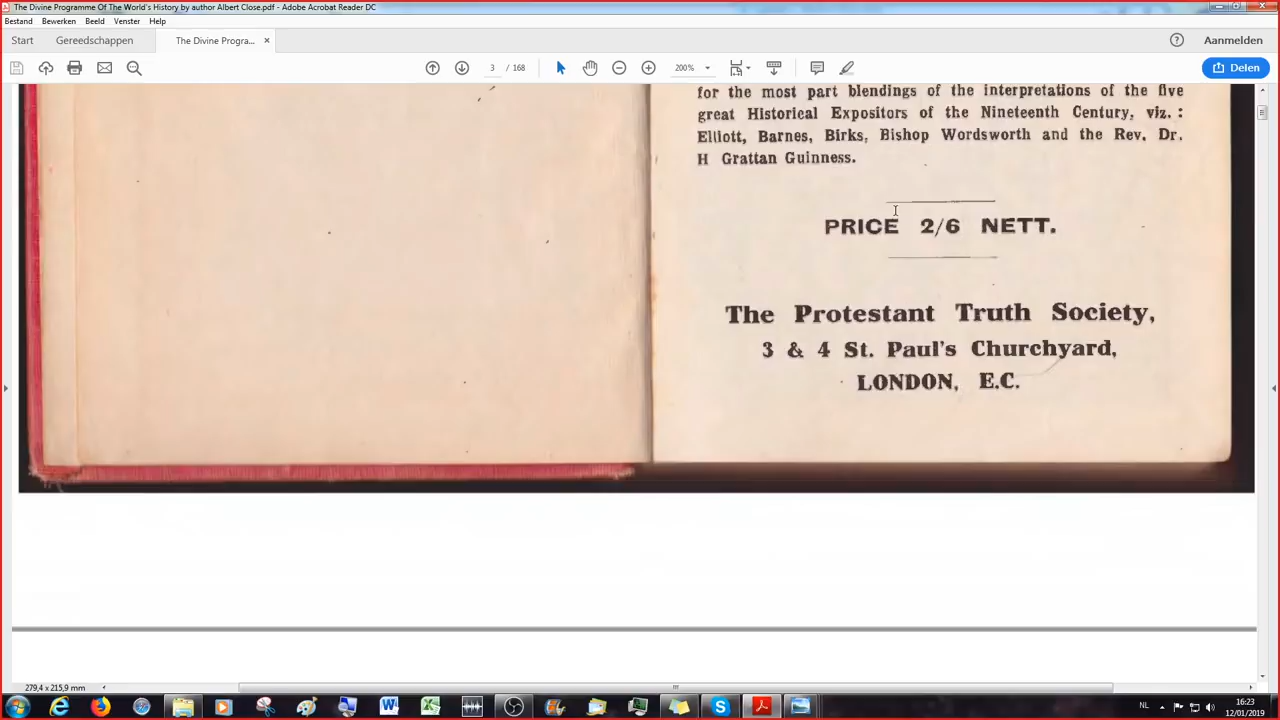 The Divine Programme Of The World's History by author Albert Close.pdf - Adobe Acrobat Reader DC
Bestand Bewerken Beeld Venster Help
Start Gereedschappen The Divine Progra... × Aanmelden
3 / 168 200% Delen
for the most part blendings of the interpretations of the five
great Historical Expositors of the Nineteenth Century, viz. :
Elliott, Barnes, Birks, Bishop Wordsworth and the Rev. Dr.
H Grattan Guinness.
PRICE 2/6 NETT.
The Protestant Truth Society,
3 & 4 St. Paul's Churchyard,
LONDON, E.C.
279,4 x 215,9 mm
NL 16:23
12/01/2019